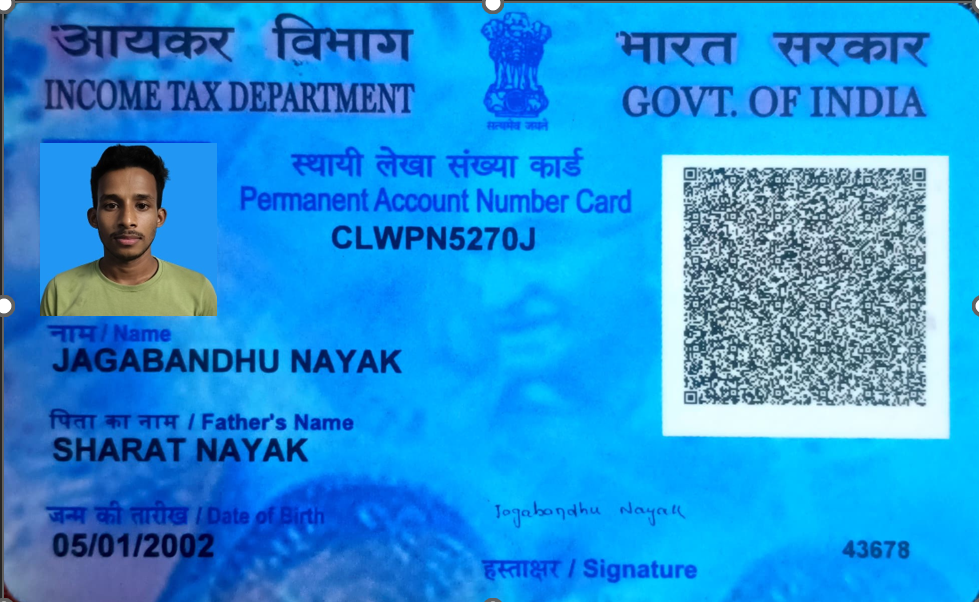 आयकर विभाग
INCOME TAX DEPARTMENT
सत्यमेव जयते
भारत सरकार
GOVT. OF INDIA
स्थायी लेखा संख्या कार्ड
Permanent Account Number Card
CLWPN5270J
नाम / Name
JAGABANDHU NAYAK
पिता का नाम / Father's Name
SHARAT NAYAK
जन्म की तारीख / Date of Birth
05/01/2002
Jagabandhu Nayak
हस्ताक्षर / Signature
43678